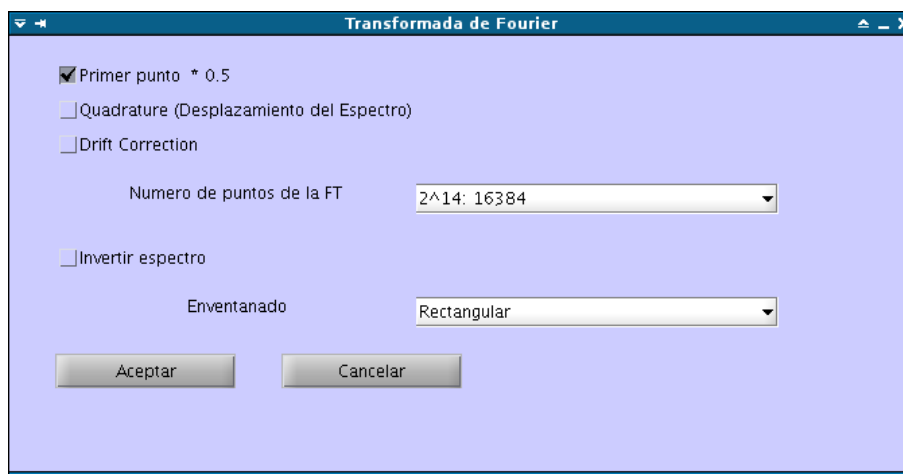 Transformada de Fourier
Primer punto * 0.5
Quadrature (Desplazamiento del Espectro)
Drift Correction
Numero de puntos de la FT 2^14: 16384
Invertir espectro
Enventanado Rectangular
Aceptar Cancelar